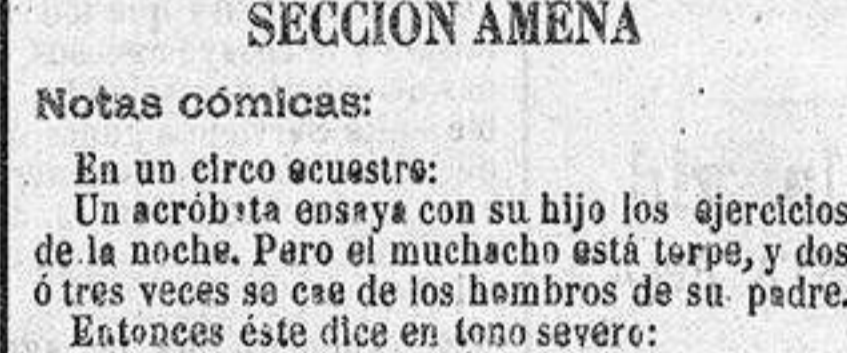 SECCION AMENA
Notas cómicas:
En un circo ecuestre:
Un acróbata ensaya con su hijo los ejercicios
de la noche. Pero el muchacho está torpe, y dos
ó tres veces se cae de los hombros de su padre.
Entonces éste dice en tono severo: